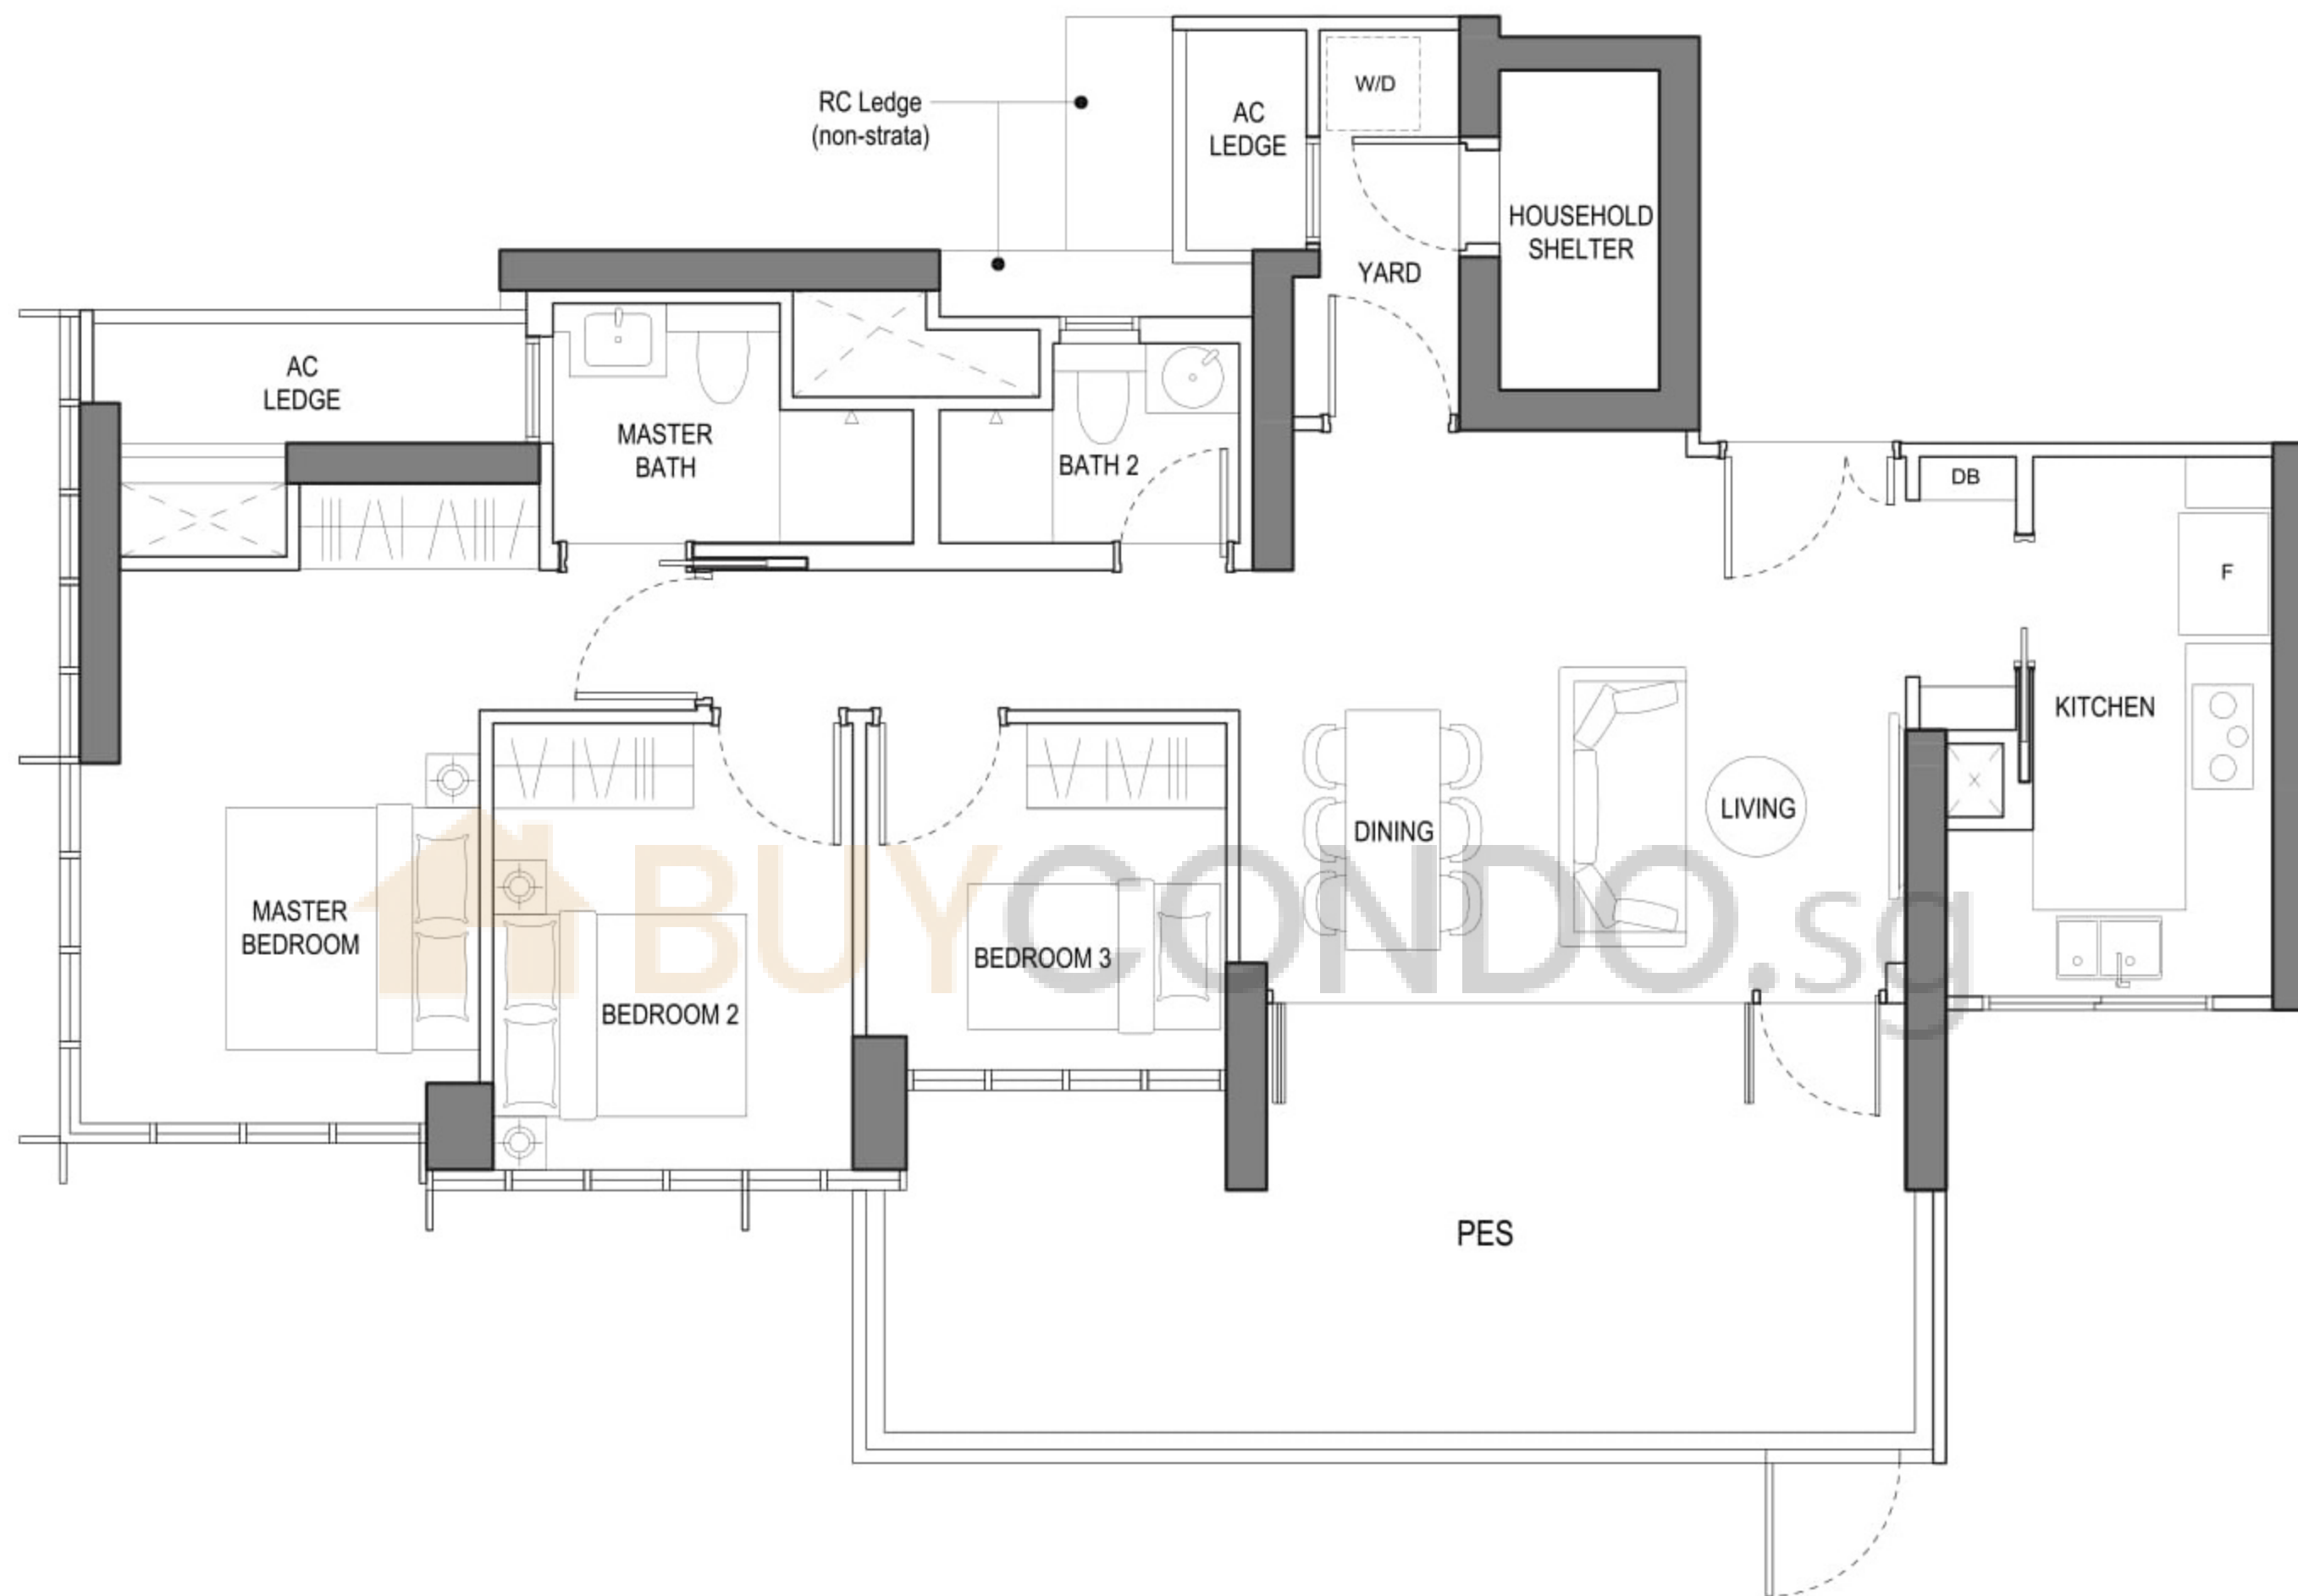 W/D
RC Ledge
(non-strata)
AC
LEDGE
HOUSEHOLD
SHELTER
YARD
AC
LEDGE
MASTER
BATH
BATH 2
DB
F
KITCHEN
LIVING
DINING
MASTER
BEDROOM
BEDROOM 3
BEDROOM 2
BUYCONDO.sg
PES